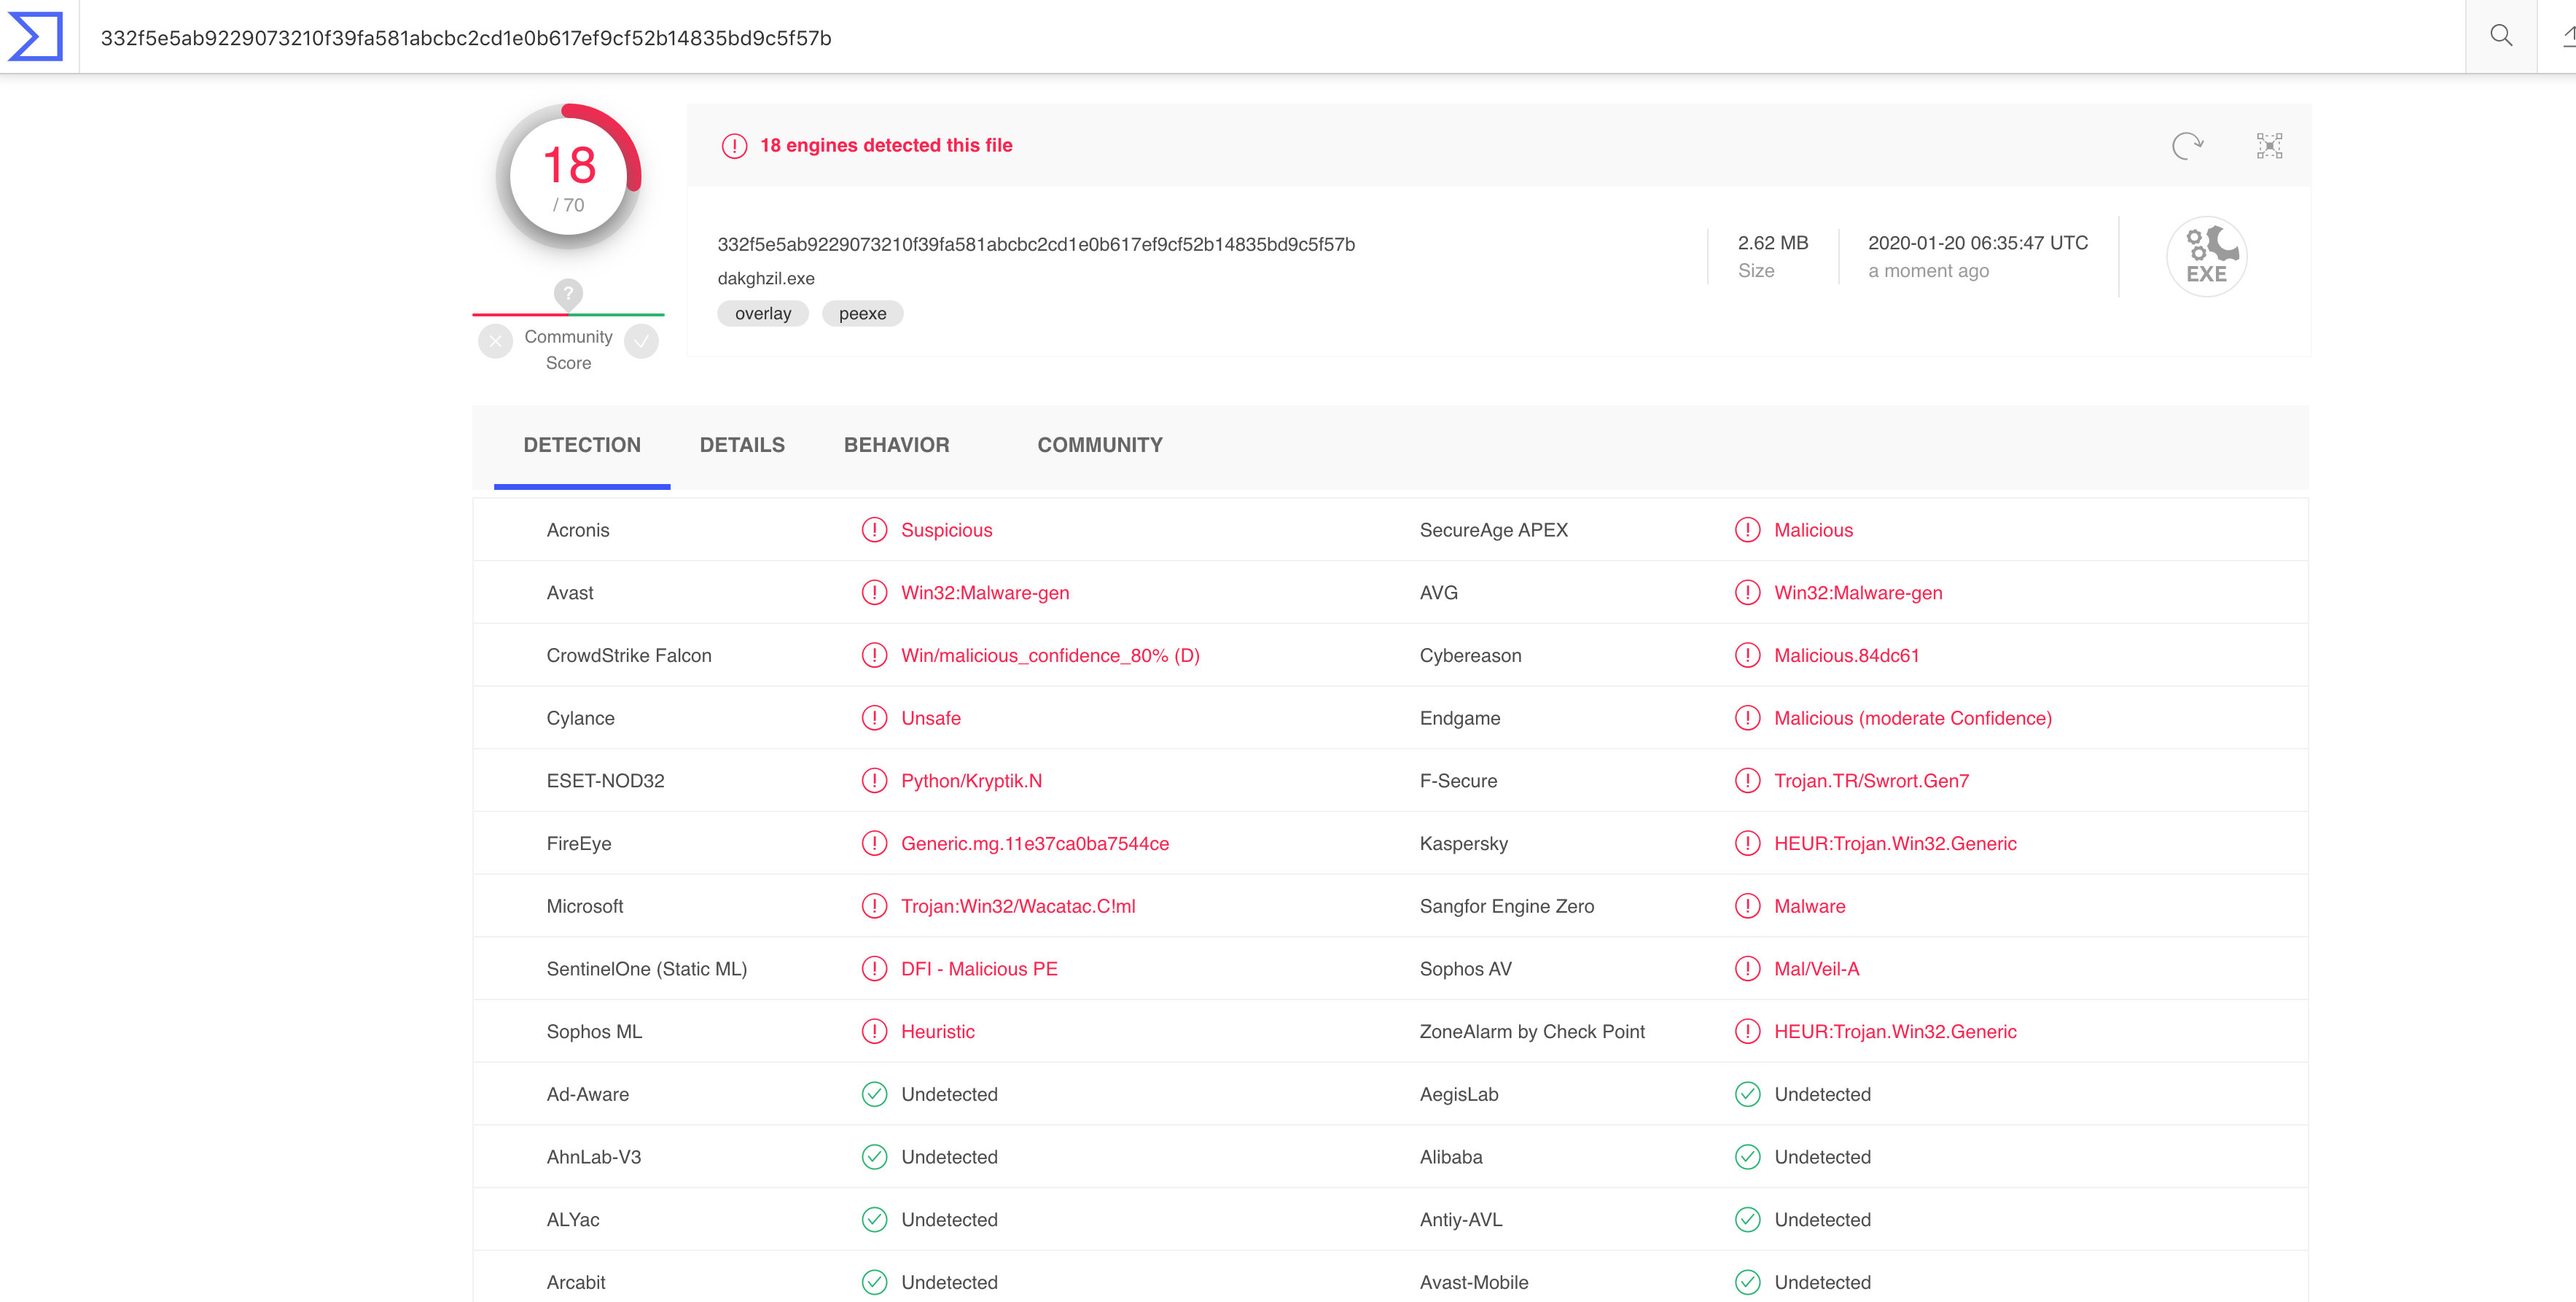 332f5e5ab9229073210f39fa581abcbc2cd1e0b617ef9cf52b14835bd9c5f57b
18
/ 70
?
Community
Score
18 engines detected this file
332f5e5ab9229073210f39fa581abcbc2cd1e0b617ef9cf52b14835bd9c5f57b
dakghzil.exe
overlay peexe
2.62 MB
Size
2020-01-20 06:35:47 UTC
a moment ago
EXE
DETECTION DETAILS BEHAVIOR COMMUNITY
Acronis Suspicious SecureAge APEX Malicious
Avast Win32:Malware-gen AVG Win32:Malware-gen
CrowdStrike Falcon Win/malicious_confidence_80% (D) Cybereason Malicious.84dc61
Cylance Unsafe Endgame Malicious (moderate Confidence)
ESET-NOD32 Python/Kryptik.N F-Secure Trojan.TR/Swrort.Gen7
FireEye Generic.mg.11e37ca0ba7544ce Kaspersky HEUR:Trojan.Win32.Generic
Microsoft Trojan:Win32/Wacatac.C!ml Sangfor Engine Zero Malware
SentinelOne (Static ML) DFI - Malicious PE Sophos AV Mal/Veil-A
Sophos ML Heuristic ZoneAlarm by Check Point HEUR:Trojan.Win32.Generic
Ad-Aware Undetected AegisLab Undetected
AhnLab-V3 Undetected Alibaba Undetected
ALYac Undetected Antiy-AVL Undetected
Arcabit Undetected Avast-Mobile Undetected